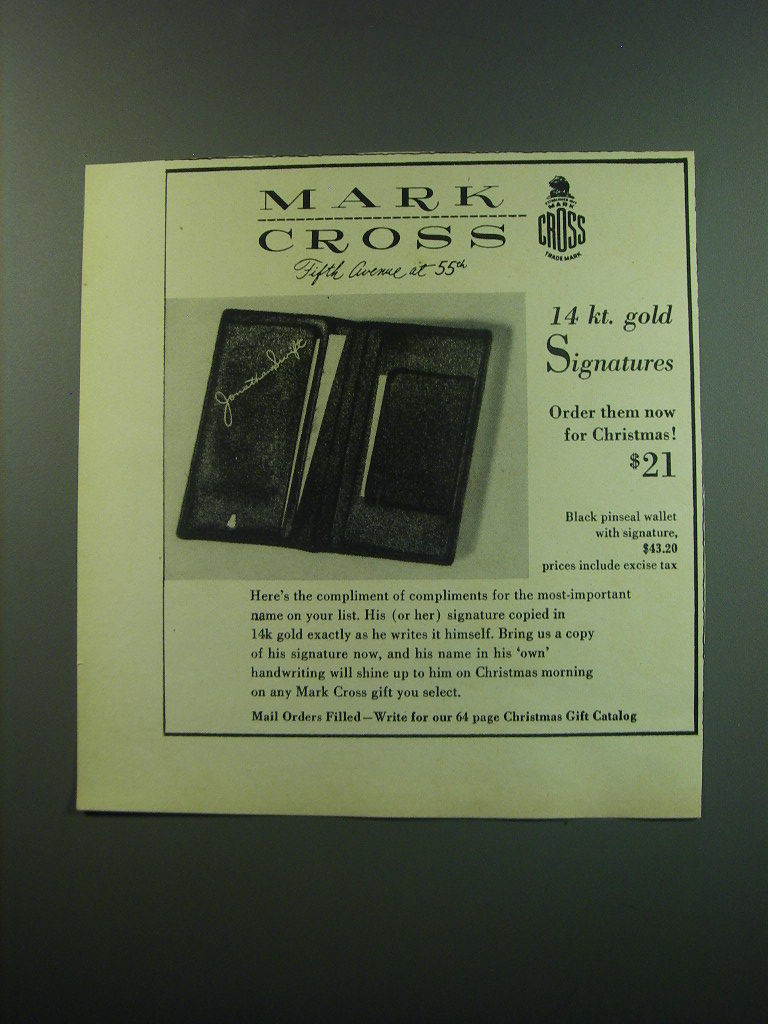 MARK
CROSS
Fifth Avenue at 55th
MARK
CROSS
TRADE MARK
14 kt. gold
Signatures
Order them now
for Christmas!
$21
Black pinseal wallet
with signature,
$43.20
prices include excise tax
Here's the compliment of compliments for the most-important
name on your list. His (or her) signature copied in
14k gold exactly as he writes it himself. Bring us a copy
of his signature now, and his name in his 'own'
handwriting will shine up to him on Christmas morning
on any Mark Cross gift you select.
Mail Orders Filled—Write for our 64 page Christmas Gift Catalog